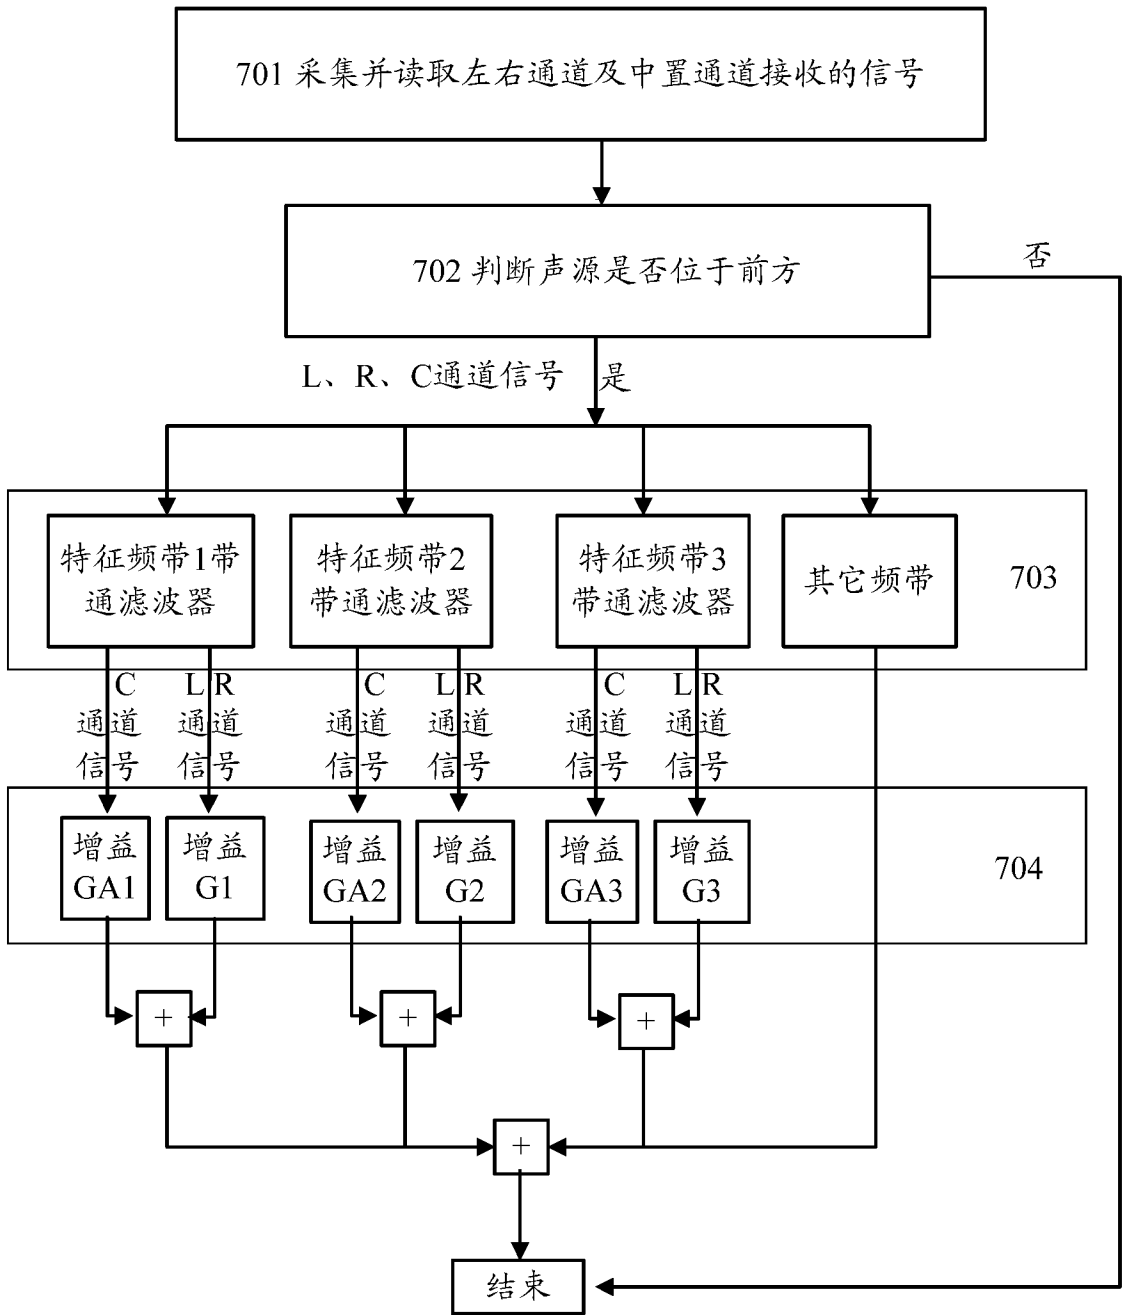 701 采集并读取左右通道及中置通道接收的信号
702 判断声源是否位于前方
否
L、R、C通道信号 是
特征频带1带
通滤波器
特征频带2
带通滤波器
特征频带3
带通滤波器
其它频带
703
C
通道
信号
L R
通道
信号
C
通道
信号
L R
通道
信号
C
通道
信号
L R
通道
信号
增益
GA1
增益
G1
增益
GA2
增益
G2
增益
GA3
增益
G3
704
+
+
+
+
结束